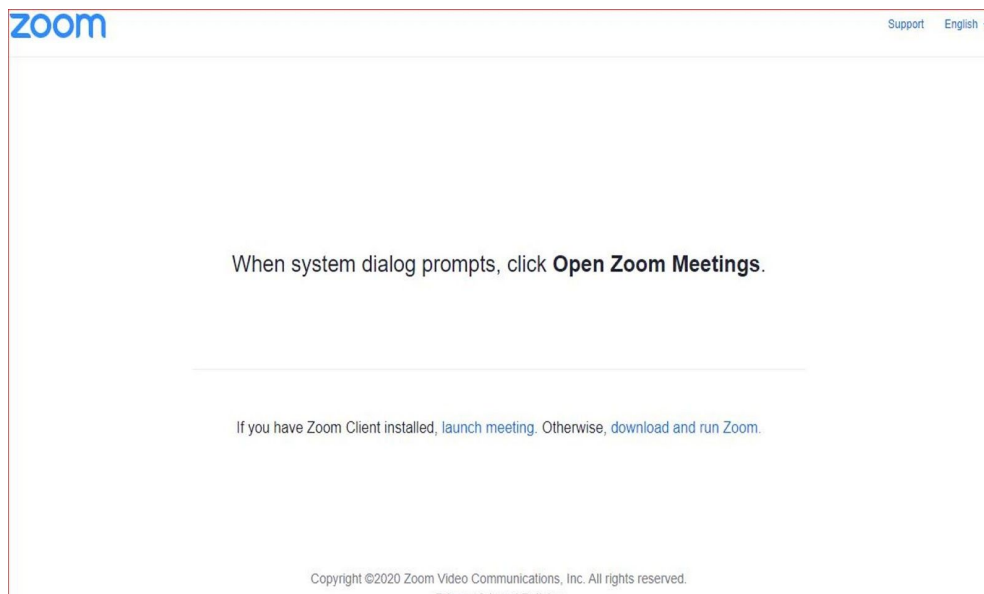 zoom
Support English
When system dialog prompts, click Open Zoom Meetings.
If you have Zoom Client installed, launch meeting. Otherwise, download and run Zoom.
Copyright ©2020 Zoom Video Communications, Inc. All rights reserved.